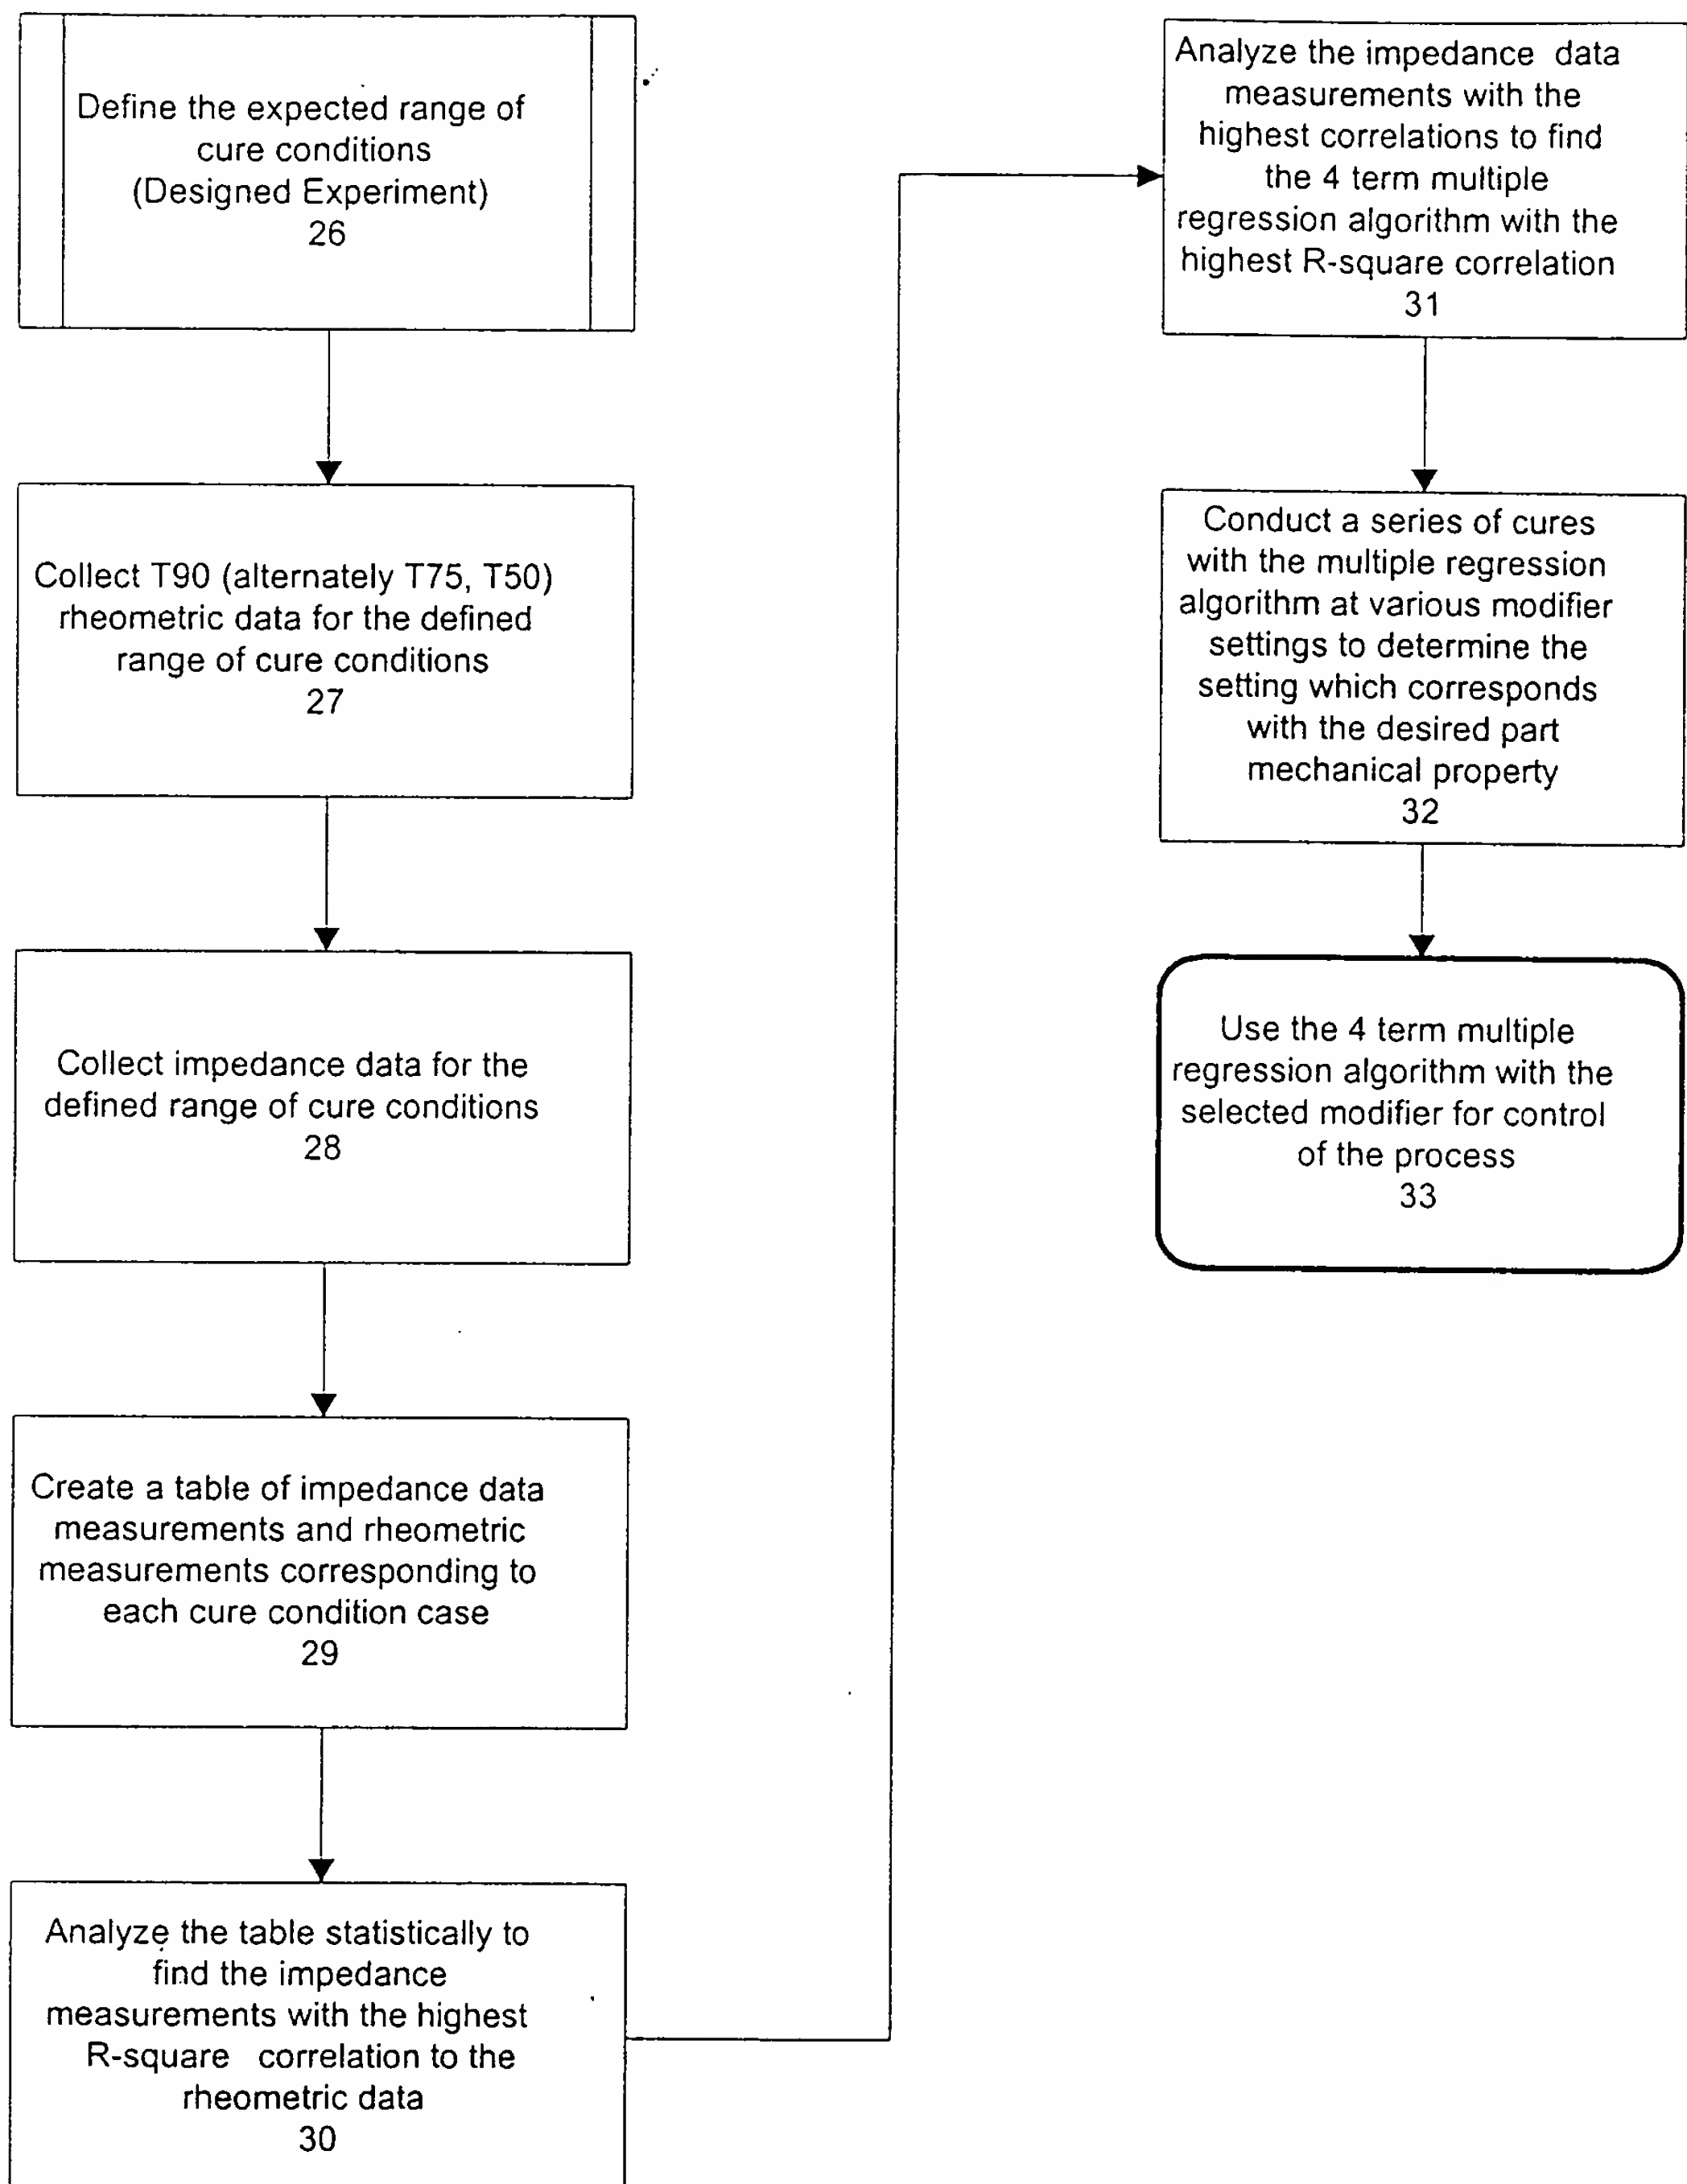 Define the expected range of
cure conditions
(Designed Experiment)
26
Collect T90 (alternately T75, T50)
rheometric data for the defined
range of cure conditions
27
Collect impedance data for the
defined range of cure conditions
28
Create a table of impedance data
measurements and rheometric
measurements corresponding to
each cure condition case
29
Analyze the table statistically to
find the impedance
measurements with the highest
R-square correlation to the
rheometric data
30
Analyze the impedance data
measurements with the
highest correlations to find
the 4 term multiple
regression algorithm with the
highest R-square correlation
31
Conduct a series of cures
with the multiple regression
algorithm at various modifier
settings to determine the
setting which corresponds
with the desired part
mechanical property
32
Use the 4 term multiple
regression algorithm with the
selected modifier for control
of the process
33